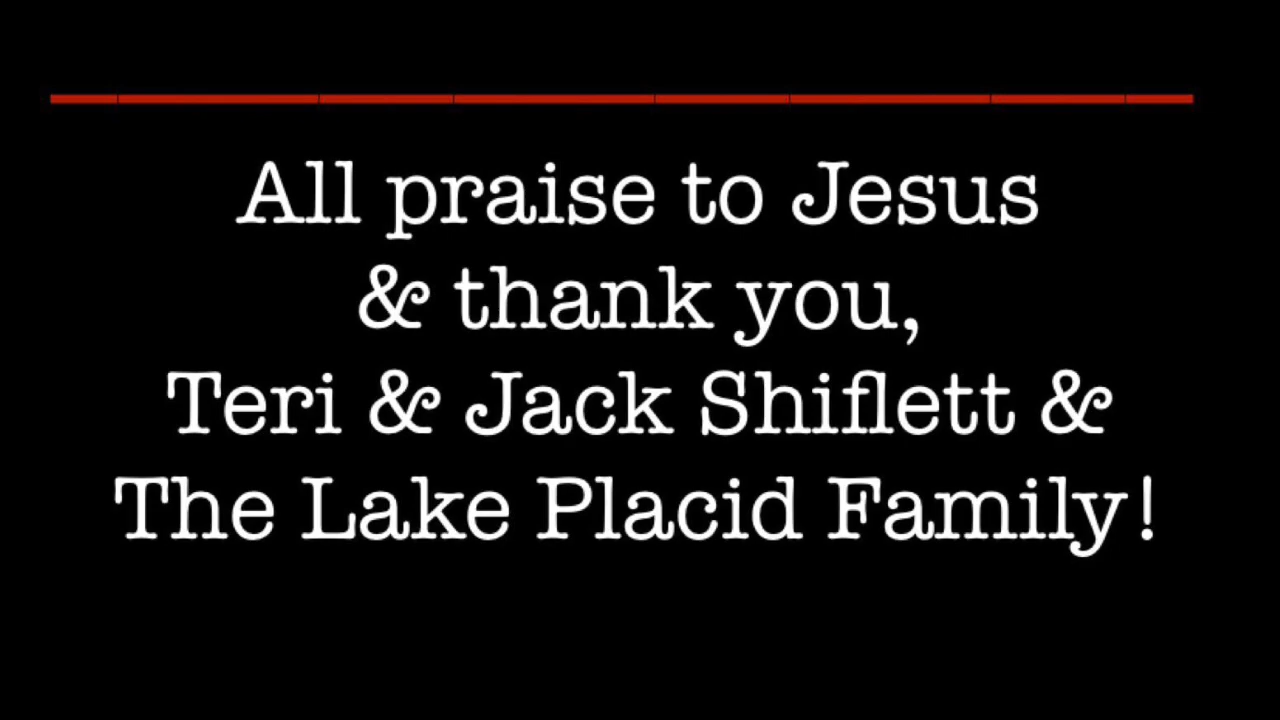 All praise to Jesus
& thank you,
Teri & Jack Shiflett &
The Lake Placid Family!